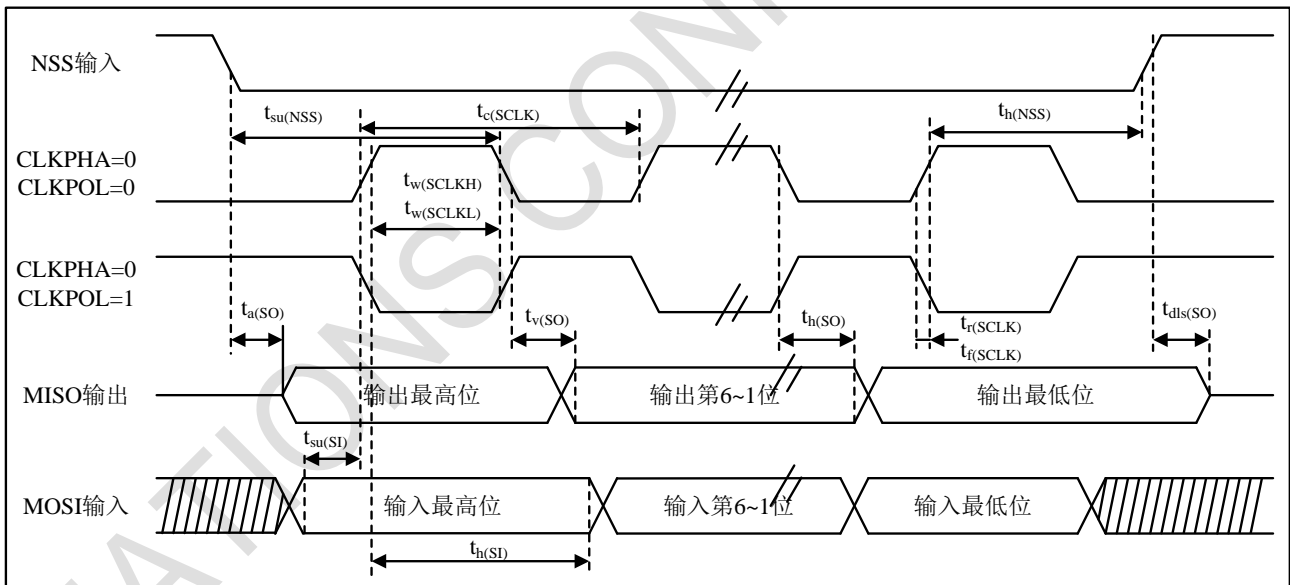 NSS输入
tsu(NSS)
tc(SCLK)
th(NSS)
CLKPHA=0
CLKPOL=0
tw(SCLKH)
tw(SCLKL)
CLKPHA=0
CLKPOL=1
ta(SO)
tv(SO)
th(SO)
tr(SCLK)
tf(SCLK)
tdls(SO)
MISO输出
输出最高位
输出第6~1位
输出最低位
tsu(SI)
MOSI输入
输入最高位
输入第6~1位
输入最低位
th(SI)
ATIONS CON